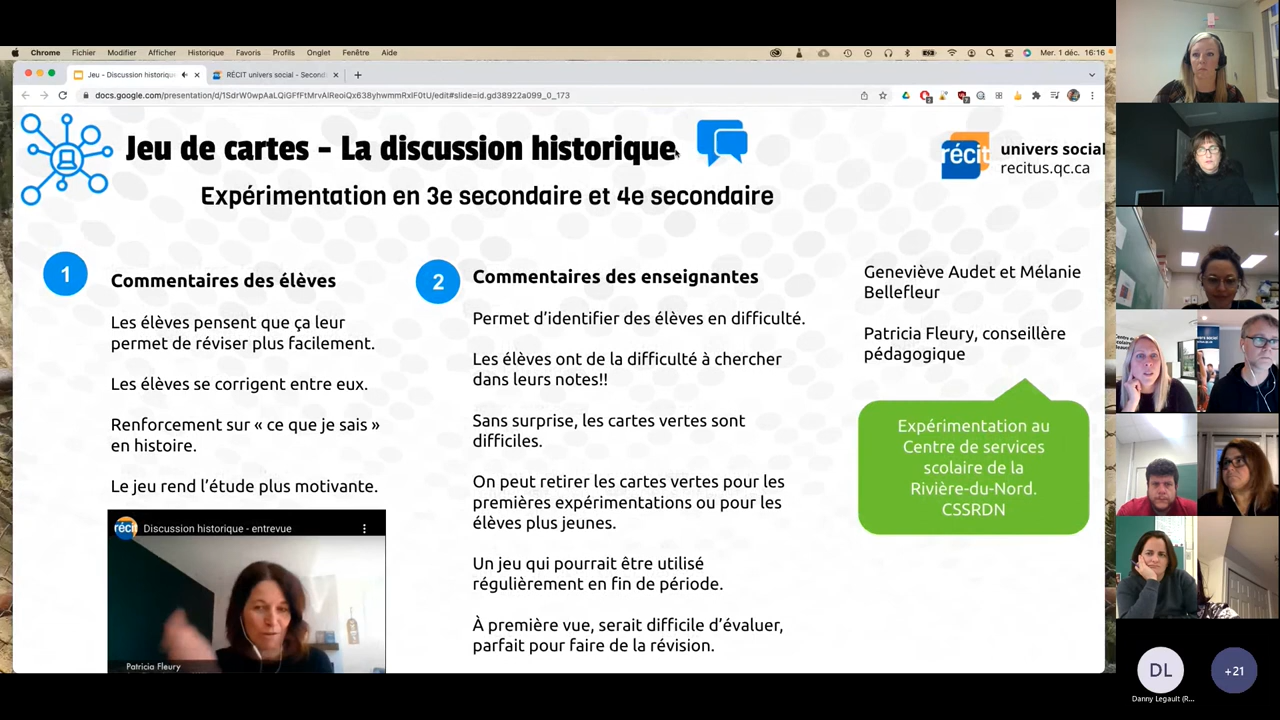 Chrome Fichier Modifier Afficher Historique Favoris Profils Onglet Fenêtre Aide
Mer. 1 déc. 16:16
Jeu - Discussion historiqu
RÉCIT univers social - Second
docs.google.com/presentation/d/1SdrW0wpAaLQiGFfFtMrvAlReoiQx638yhwmmRxIF0tU/edit#slide=id.gd38922a099_0_173
Jeu de cartes - La discussion historique
Expérimentation en 3e secondaire et 4e secondaire
récit
univers social
recitus.qc.ca
1
Commentaires des élèves
Les élèves pensent que ça leur
permet de réviser plus facilement.
Les élèves se corrigent entre eux.
Renforcement sur « ce que je sais »
en histoire.
Le jeu rend l'étude plus motivante.
récit
Discussion historique - entrevue
Patricia Fleury
2
Commentaires des enseignantes
Permet d'identifier des élèves en difficulté.
Les élèves ont de la difficulté à chercher
dans leurs notes!!
Sans surprise, les cartes vertes sont
difficiles.
On peut retirer les cartes vertes pour les
premières expérimentations ou pour les
élèves plus jeunes.
Un jeu qui pourrait être utilisé
régulièrement en fin de période.
À première vue, serait difficile d'évaluer,
parfait pour faire de la révision.
Geneviève Audet et Mélanie
Bellefleur
Patricia Fleury, conseillère
pédagogique
Expérimentation au
Centre de services
scolaire de la
Rivière-du-Nord.
CSSRDN
DL
+21
Danny Legault (R...